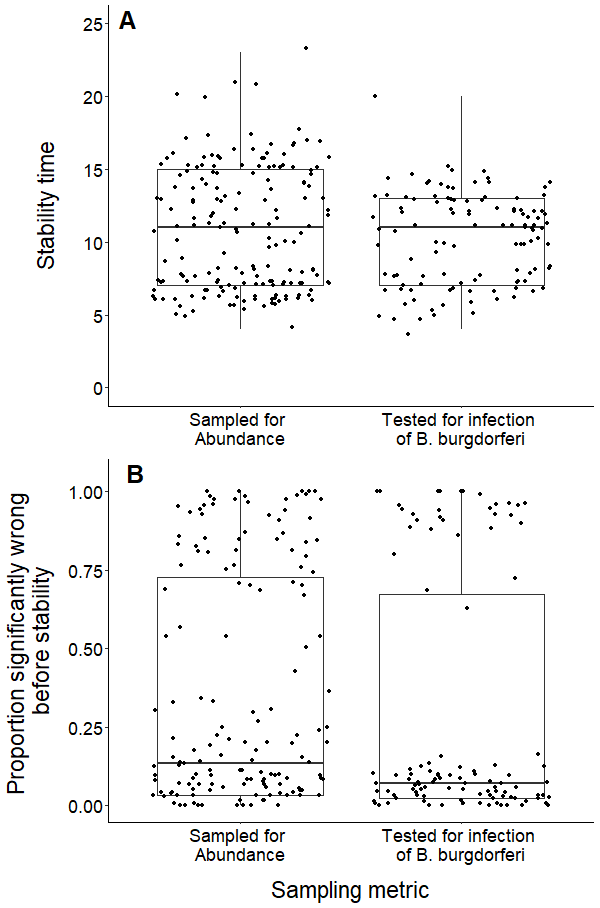 A
Stability time
25
20
15
10
5
0
Sampled for
Abundance
Tested for infection
of B. burgdorferi
B
Proportion significantly wrong
before stability
1.00
0.75
0.50
0.25
0.00
Sampled for
Abundance
Tested for infection
of B. burgdorferi
Sampling metric